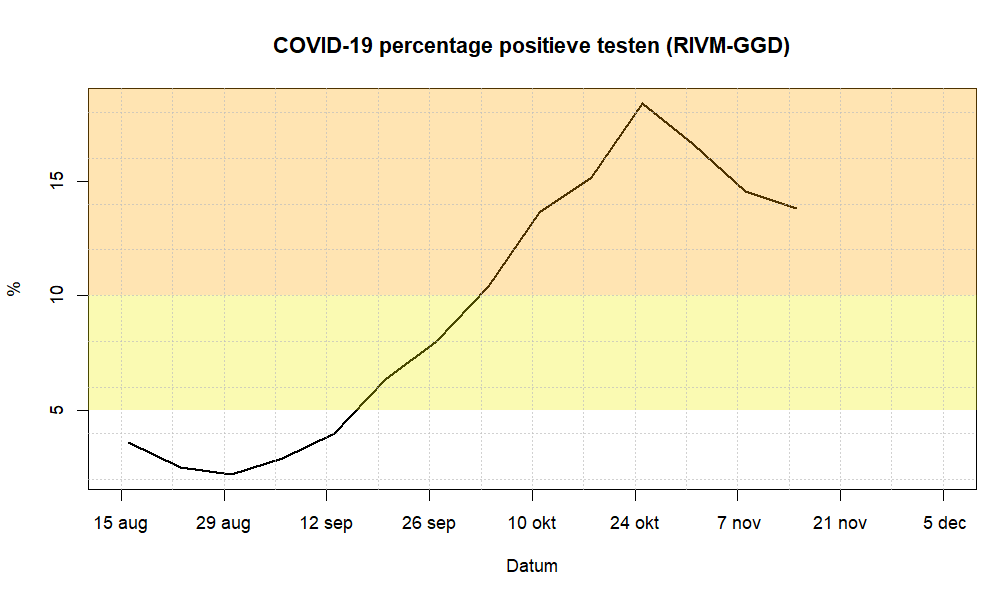 COVID-19 percentage positieve testen (RIVM-GGD)
15
10
5
%
15 aug 29 aug 12 sep 26 sep 10 okt 24 okt 7 nov 21 nov 5 dec
Datum